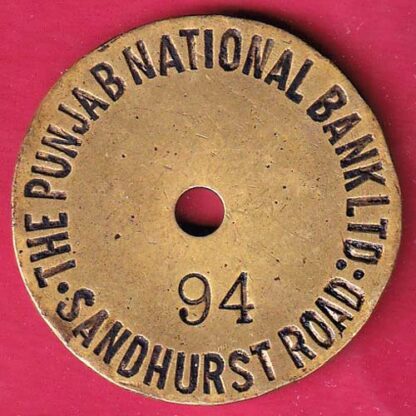 THE PUNJAB NATIONAL BANK LTD:
SANDHURST ROAD
94